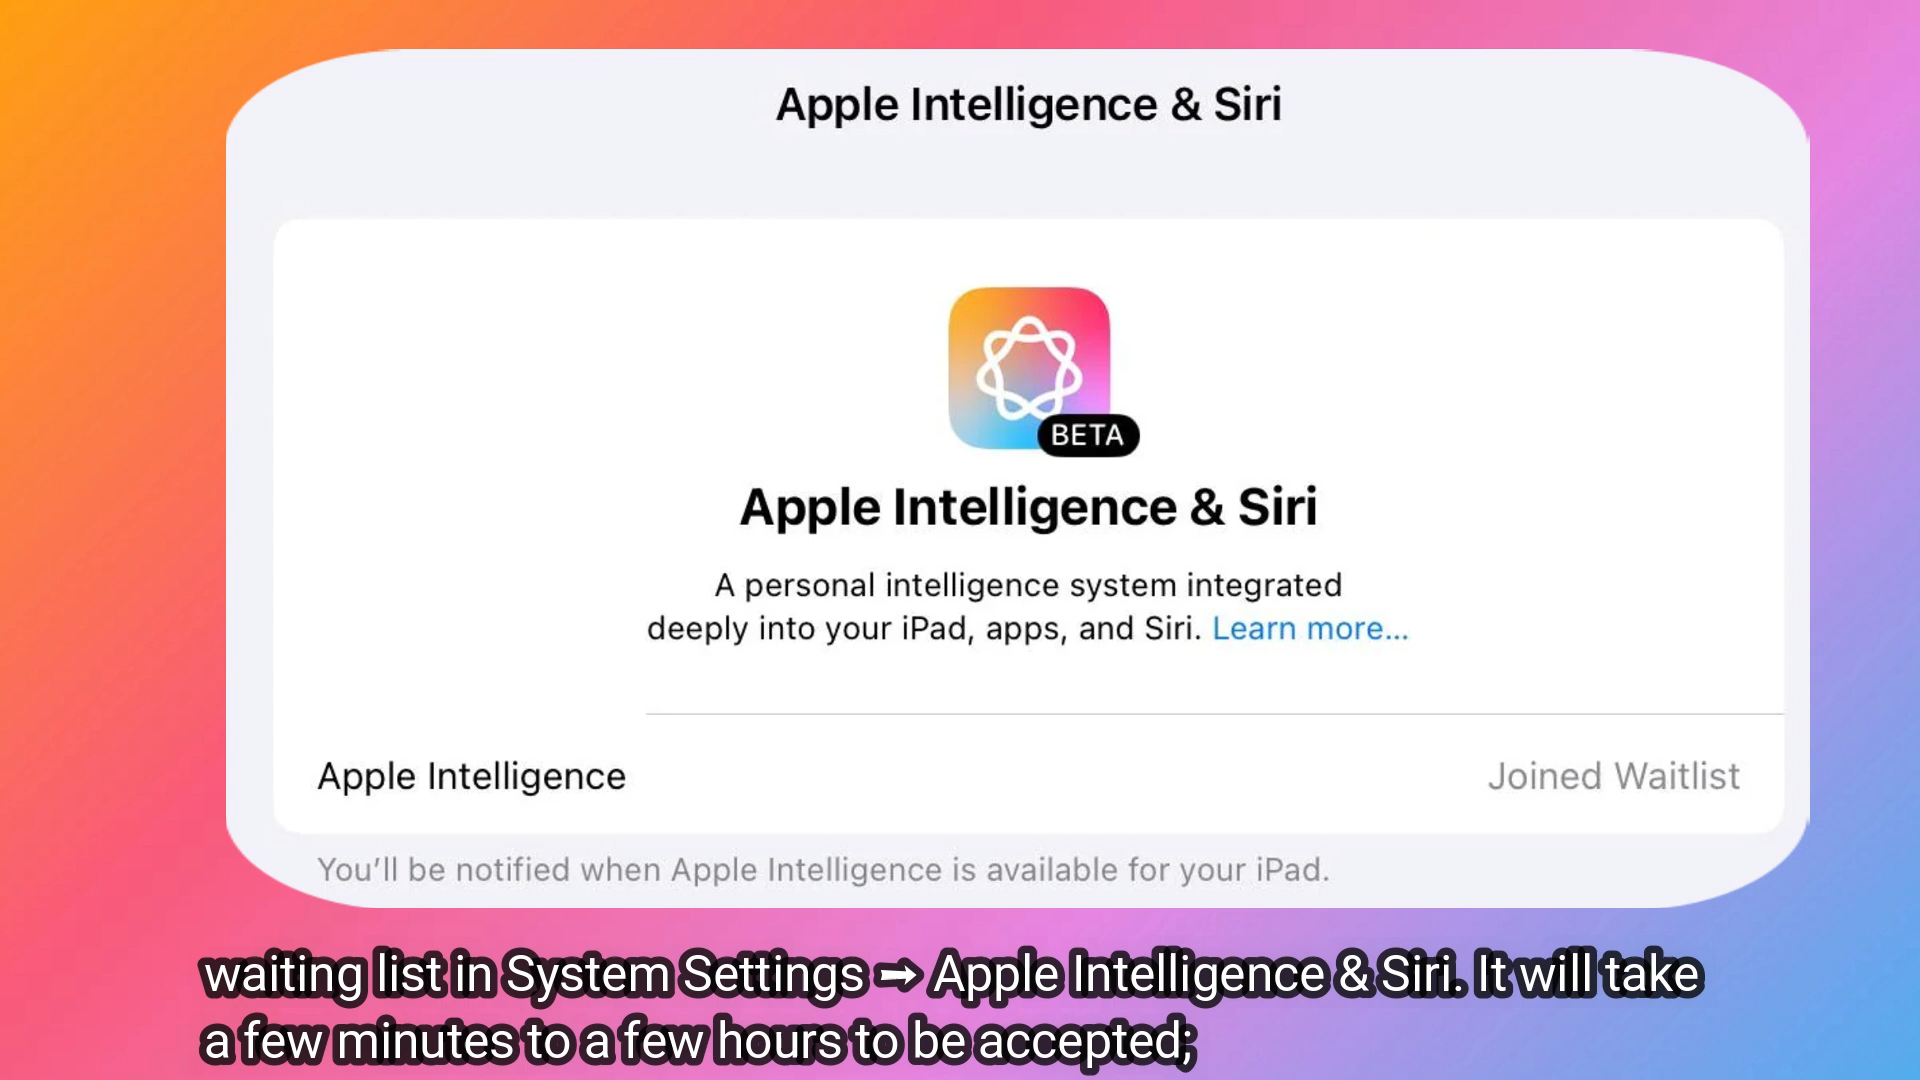 Apple Intelligence & Siri
BETA
Apple Intelligence & Siri
A personal intelligence system integrated
deeply into your iPad, apps, and Siri. Learn more...
Apple Intelligence
Joined Waitlist
You’ll be notified when Apple Intelligence is available for your iPad.
waiting list in System Settings ➞ Apple Intelligence & Siri. It will take
a few minutes to a few hours to be accepted;